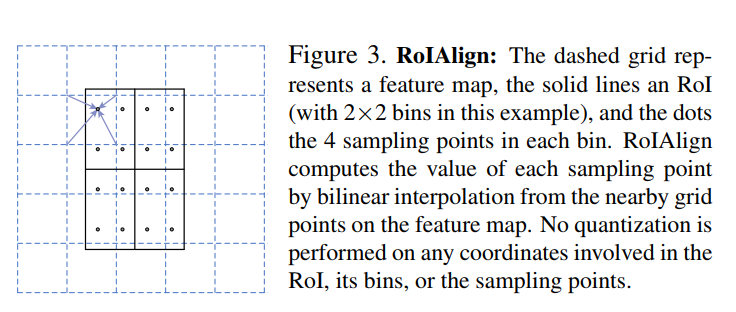 Figure 3. RoIAlign: The dashed grid rep-
resents a feature map, the solid lines an RoI
(with 2×2 bins in this example), and the dots
the 4 sampling points in each bin. RoIAlign
computes the value of each sampling point
by bilinear interpolation from the nearby grid
points on the feature map. No quantization is
performed on any coordinates involved in the
RoI, its bins, or the sampling points.